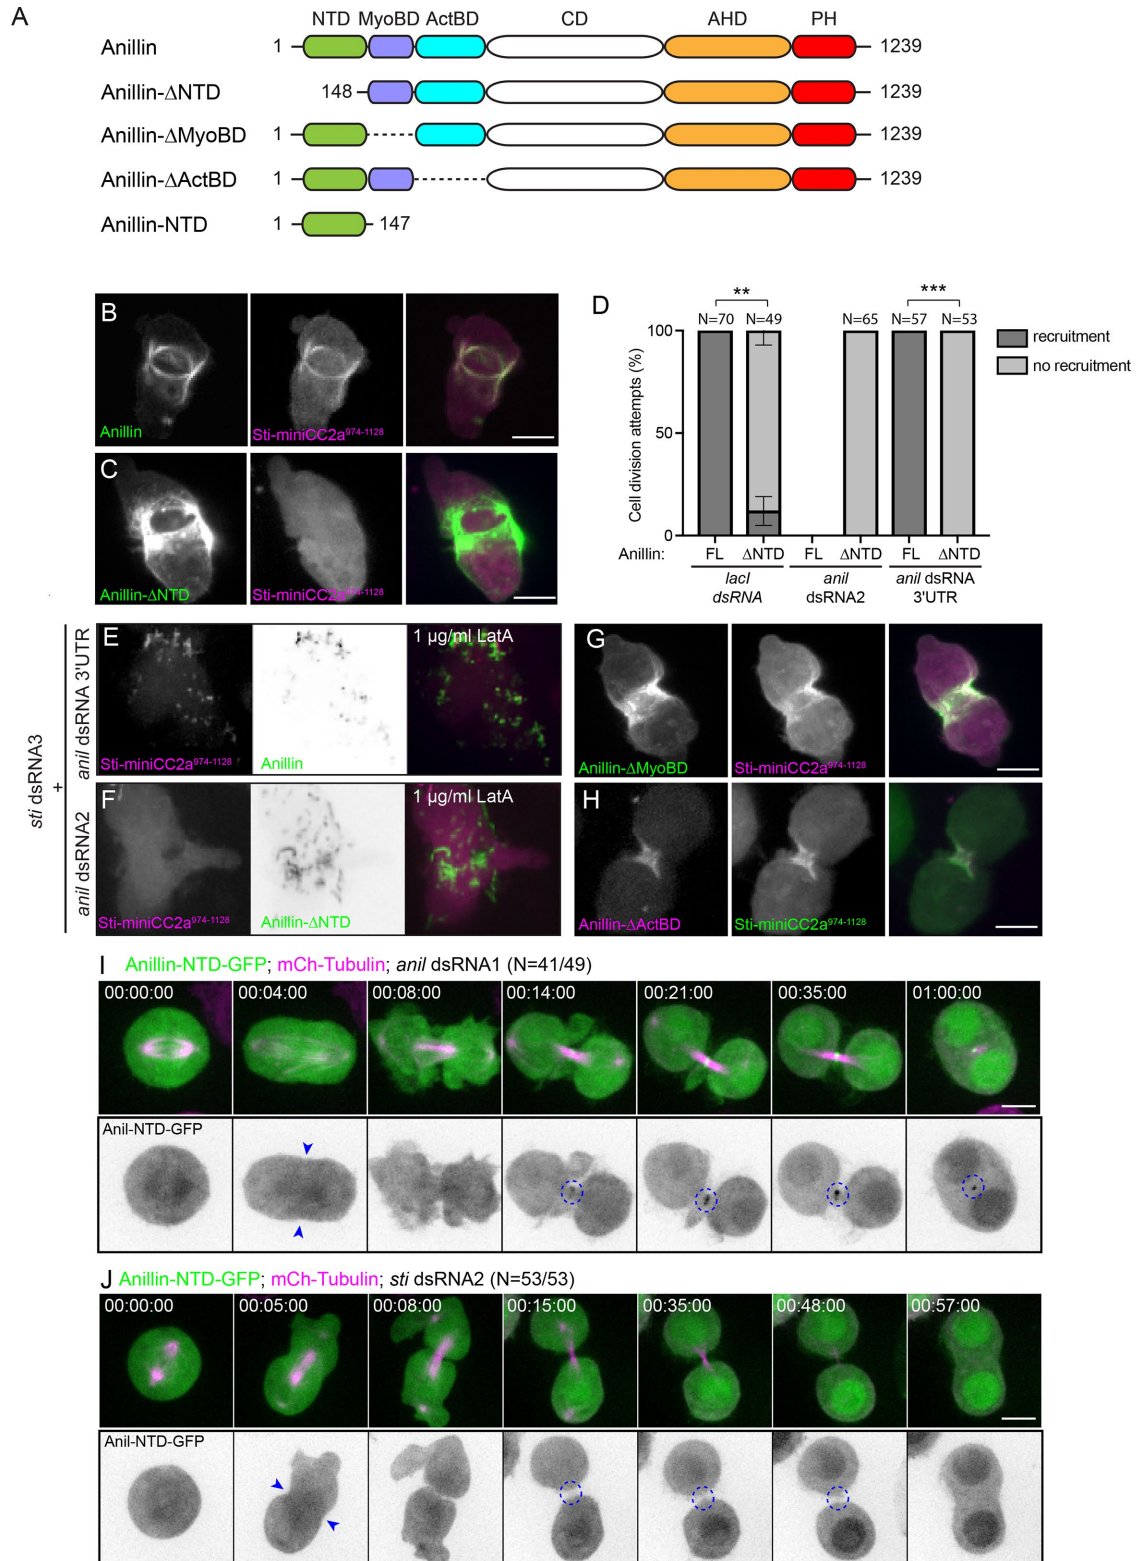 A
NTD MyoBD ActBD CD AHD PH
Anillin 1 1239
Anillin-ΔNTD 148 1239
Anillin-ΔMyoBD 1 1239
Anillin-ΔActBD 1 1239
Anillin-NTD 1 147
B
Anillin
Sti-miniCC2a974-1128
C
Anillin-ΔNTD
Sti-miniCC2a974-1128
D
** ***
N=70 N=49 N=65 N=57 N=53
recruitment
no recruitment
Cell division attempts (%)
100
50
0
Anillin: FL ΔNTD FL ΔNTD FL ΔNTD
lacI anil anil dsRNA
dsRNA dsRNA2 3'UTR
sti dsRNA3
+
anil dsRNA 3'UTR
anil dsRNA2
E
1 µg/ml LatA
Sti-miniCC2a974-1128
Anillin
F
1 µg/ml LatA
Sti-miniCC2a974-1128
Anillin-ΔNTD
G
Anillin-ΔMyoBD
Sti-miniCC2a974-1128
H
Anillin-ΔActBD
Sti-miniCC2a974-1128
I Anillin-NTD-GFP; mCh-Tubulin; anil dsRNA1 (N=41/49)
00:00:00 00:04:00 00:08:00 00:14:00 00:21:00 00:35:00 01:00:00
Anil-NTD-GFP
J Anillin-NTD-GFP; mCh-Tubulin; sti dsRNA2 (N=53/53)
00:00:00 00:05:00 00:08:00 00:15:00 00:35:00 00:48:00 00:57:00
Anil-NTD-GFP